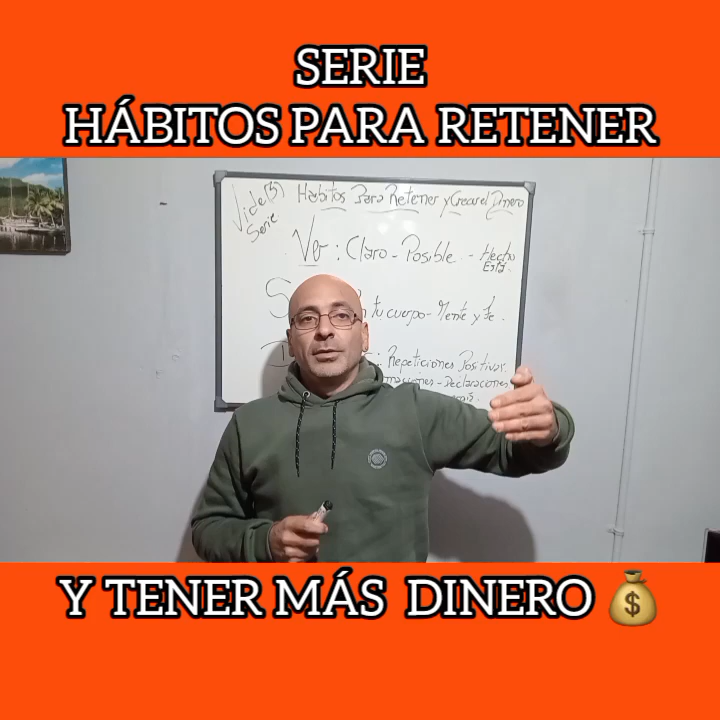 SERIE
HÁBITOS PARA RETENER
Video (5) Hábitos Para Retener y Crear el Dinero
Serie
Ver : Claro - Posible - Hecho
Está.
tu cuerpo - Mente y fe.
: Repeticiones Positivas.
- Declaraciones
Y TENER MÁS DINERO 💰